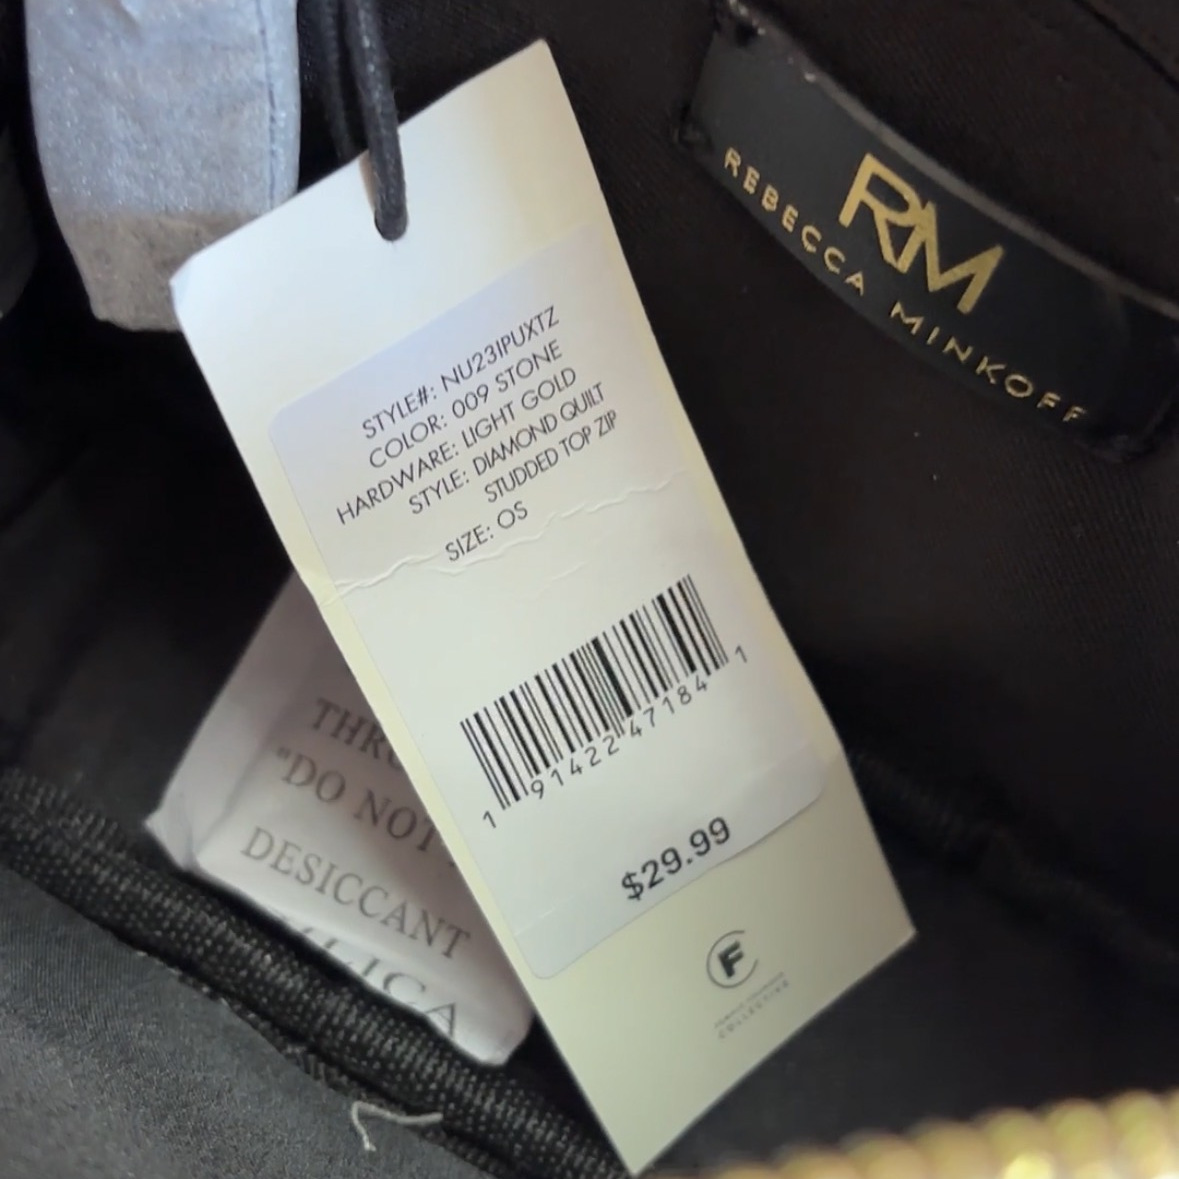 RM
REBECCA MINKOFF
STYLE#: NU23IPUXTZ
COLOR: 009 STONE
HARDWARE: LIGHT GOLD
STYLE: DIAMOND QUILT
STUDDED TOP ZIP
SIZE: OS
1 91422 47184 1
$29.99
F
COLLECTIVE
"DO NOT
DESICCANT